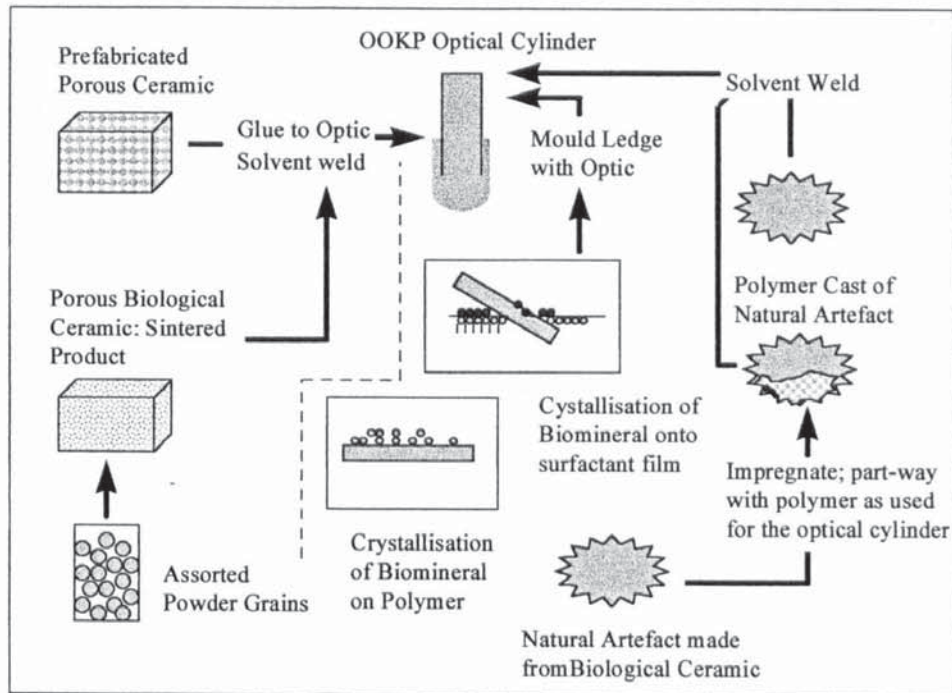 OOKP Optical Cylinder
Prefabricated
Porous Ceramic
Solvent Weld
Glue to Optic
Solvent weld
Mould Ledge
with Optic
Porous Biological
Ceramic: Sintered
Product
Polymer Cast of
Natural Artefact
Cystallisation of
Biomineral onto
surfactant film
Impregnate; part-way
with polymer as used
for the optical cylinder
Assorted
Powder Grains
Crystallisation
of Biomineral
on Polymer
Natural Artefact made
fromBiological Ceramic